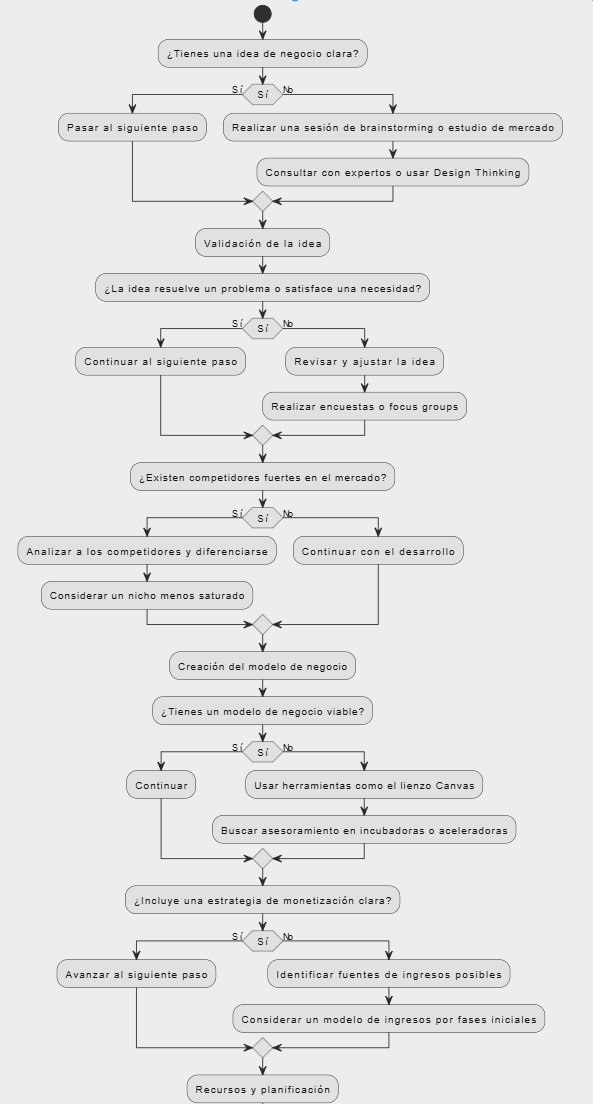 ¿Tienes una idea de negocio clara?
Sí
Sí
No
Pasar al siguiente paso
Realizar una sesión de brainstorming o estudio de mercado
Consultar con expertos o usar Design Thinking
Validación de la idea
¿La idea resuelve un problema o satisface una necesidad?
Sí
Sí
No
Continuar al siguiente paso
Revisar y ajustar la idea
Realizar encuestas o focus groups
¿Existen competidores fuertes en el mercado?
Sí
Sí
No
Analizar a los competidores y diferenciarse
Continuar con el desarrollo
Considerar un nicho menos saturado
Creación del modelo de negocio
¿Tienes un modelo de negocio viable?
Sí
Sí
No
Continuar
Usar herramientas como el lienzo Canvas
Buscar asesoramiento en incubadoras o aceleradoras
¿Incluye una estrategia de monetización clara?
Sí
Sí
No
Avanzar al siguiente paso
Identificar fuentes de ingresos posibles
Considerar un modelo de ingresos por fases iniciales
Recursos y planificación